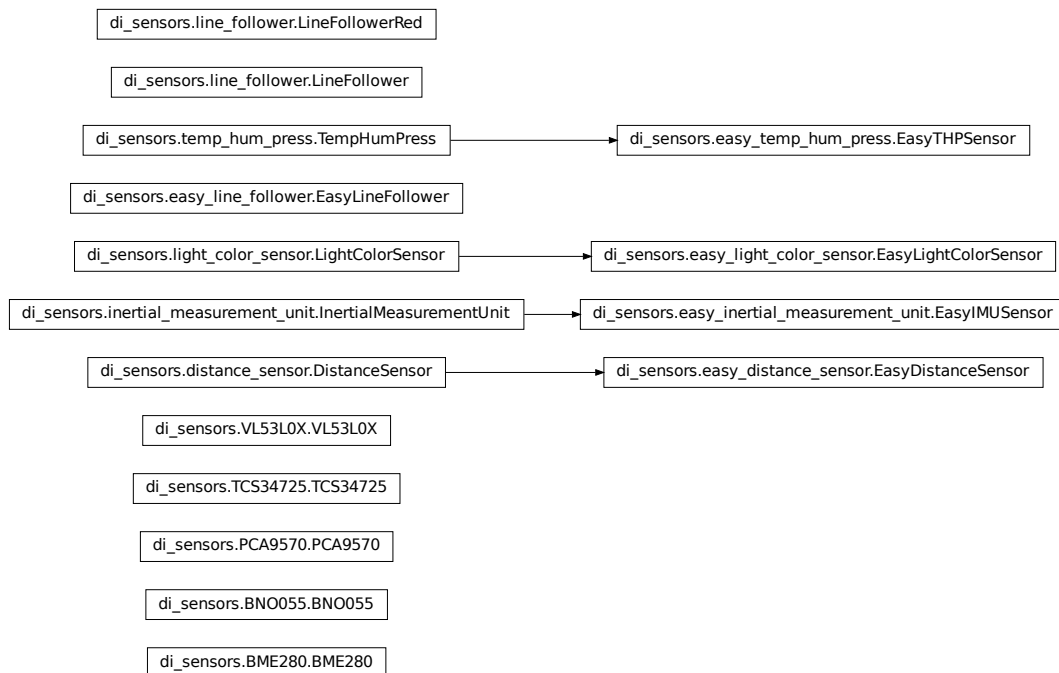 di_sensors.line_follower.LineFollowerRed
di_sensors.line_follower.LineFollower
di_sensors.temp_hum_press.TempHumPress
di_sensors.easy_temp_hum_press.EasyTHPSensor
di_sensors.easy_line_follower.EasyLineFollower
di_sensors.light_color_sensor.LightColorSensor
di_sensors.easy_light_color_sensor.EasyLightColorSensor
di_sensors.inertial_measurement_unit.InertialMeasurementUnit
di_sensors.easy_inertial_measurement_unit.EasyIMUSensor
di_sensors.distance_sensor.DistanceSensor
di_sensors.easy_distance_sensor.EasyDistanceSensor
di_sensors.VL53L0X.VL53L0X
di_sensors.TCS34725.TCS34725
di_sensors.PCA9570.PCA9570
di_sensors.BNO055.BNO055
di_sensors.BME280.BME280